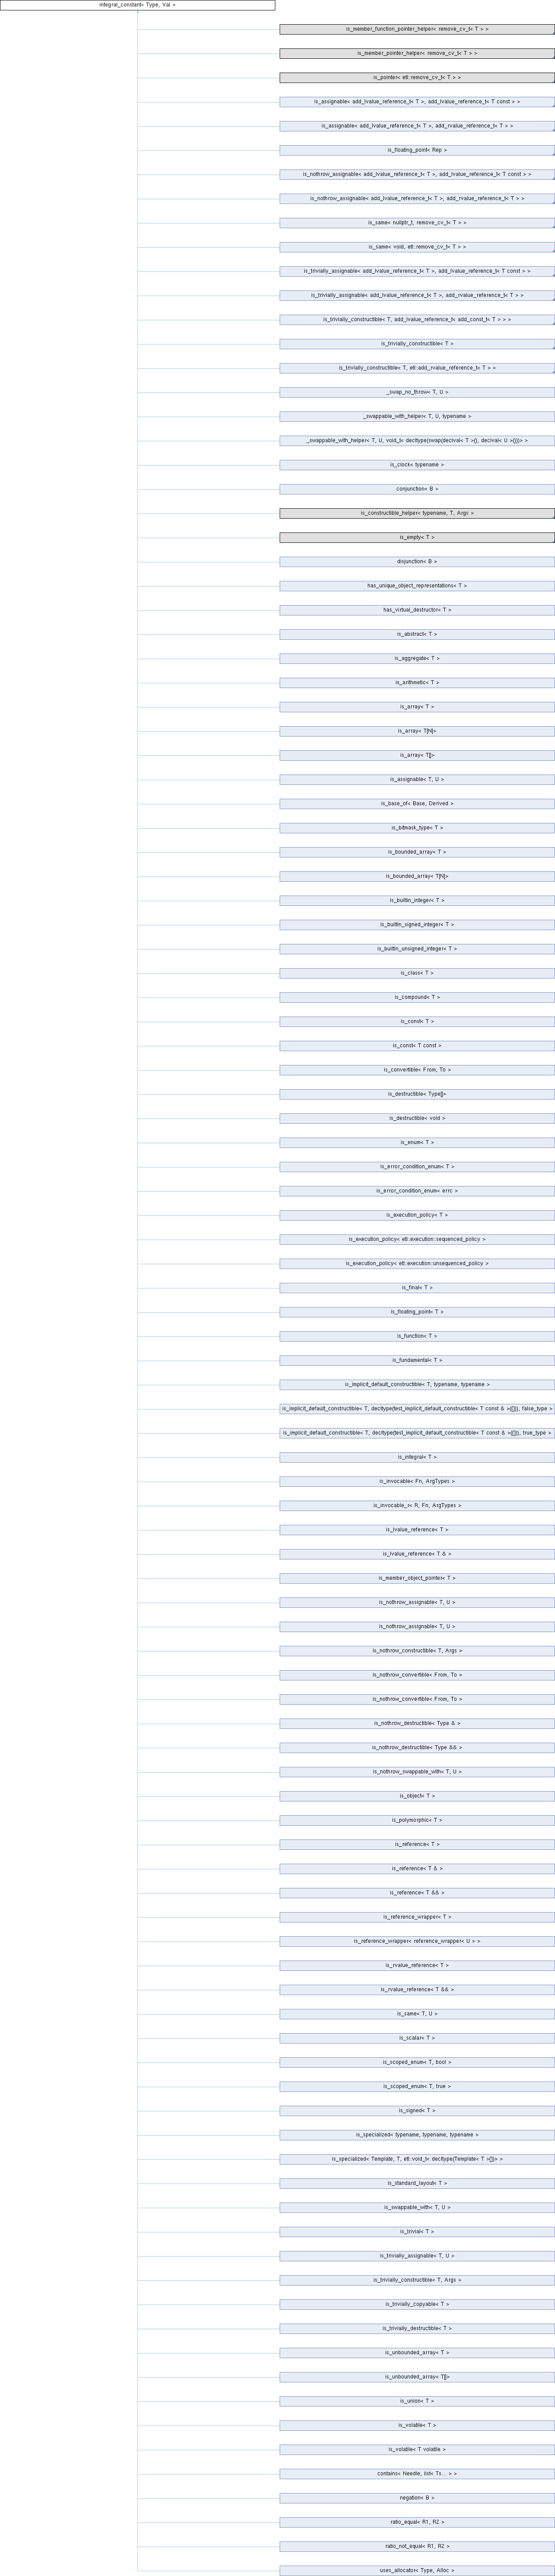 integral_constant< Type, Val >
is_member_function_pointer_helper< remove_cv_t< T > >
is_member_pointer_helper< remove_cv_t< T > >
is_pointer< etl::remove_cv_t< T > >
is_assignable< add_lvalue_reference_t< T >, add_lvalue_reference_t< T const > >
is_assignable< add_lvalue_reference_t< T >, add_rvalue_reference_t< T > >
is_floating_point< Rep >
is_nothrow_assignable< add_lvalue_reference_t< T >, add_lvalue_reference_t< T const > >
is_nothrow_assignable< add_lvalue_reference_t< T >, add_rvalue_reference_t< T > >
is_same< nullptr_t, remove_cv_t< T > >
is_same< void, etl::remove_cv_t< T > >
is_trivially_assignable< add_lvalue_reference_t< T >, add_lvalue_reference_t< T const > >
is_trivially_assignable< add_lvalue_reference_t< T >, add_rvalue_reference_t< T > >
is_trivially_constructible< T, add_lvalue_reference_t< add_const_t< T > > >
is_trivially_constructible< T >
is_trivially_constructible< T, etl::add_rvalue_reference_t< T > >
_swap_no_throw< T, U >
_swappable_with_helper< T, U, typename >
_swappable_with_helper< T, U, void_t< decltype(swap(declval< T >(), declval< U >()))> >
is_clock< typename >
conjunction< B >
is_constructible_helper< typename, T, Args >
is_empty< T >
disjunction< B >
has_unique_object_representations< T >
has_virtual_destructor< T >
is_abstract< T >
is_aggregate< T >
is_arithmetic< T >
is_array< T >
is_array< T[N]>
is_array< T[]>
is_assignable< T, U >
is_base_of< Base, Derived >
is_bitmask_type< T >
is_bounded_array< T >
is_bounded_array< T[N]>
is_builtin_integer< T >
is_builtin_signed_integer< T >
is_builtin_unsigned_integer< T >
is_class< T >
is_compound< T >
is_const< T >
is_const< T const >
is_convertible< From, To >
is_destructible< Type[]>
is_destructible< void >
is_enum< T >
is_error_condition_enum< T >
is_error_condition_enum< errc >
is_execution_policy< T >
is_execution_policy< etl::execution::sequenced_policy >
is_execution_policy< etl::execution::unsequenced_policy >
is_final< T >
is_floating_point< T >
is_function< T >
is_fundamental< T >
is_implicit_default_constructible< T, typename, typename >
is_implicit_default_constructible< T, decltype(test_implicit_default_constructible< T const & >({})), false_type >
is_implicit_default_constructible< T, decltype(test_implicit_default_constructible< T const & >({})), true_type >
is_integral< T >
is_invocable< Fn, ArgTypes >
is_invocable_r< R, Fn, ArgTypes >
is_lvalue_reference< T >
is_lvalue_reference< T & >
is_member_object_pointer< T >
is_nothrow_assignable< T, U >
is_nothrow_assignable< T, U >
is_nothrow_constructible< T, Args >
is_nothrow_convertible< From, To >
is_nothrow_convertible< From, To >
is_nothrow_destructible< Type & >
is_nothrow_destructible< Type && >
is_nothrow_swappable_with< T, U >
is_object< T >
is_polymorphic< T >
is_reference< T >
is_reference< T & >
is_reference< T && >
is_reference_wrapper< T >
is_reference_wrapper< reference_wrapper< U > >
is_rvalue_reference< T >
is_rvalue_reference< T && >
is_same< T, U >
is_scalar< T >
is_scoped_enum< T, bool >
is_scoped_enum< T, true >
is_signed< T >
is_specialized< typename, typename, typename >
is_specialized< Template, T, etl::void_t< decltype(Template< T >{})> >
is_standard_layout< T >
is_swappable_with< T, U >
is_trivial< T >
is_trivially_assignable< T, U >
is_trivially_constructible< T, Args >
is_trivially_copyable< T >
is_trivially_destructible< T >
is_unbounded_array< T >
is_unbounded_array< T[]>
is_union< T >
is_volatile< T >
is_volatile< T volatile >
contains< Needle, list< Ts... > >
negation< B >
ratio_equal< R1, R2 >
ratio_not_equal< R1, R2 >
uses_allocator< Type, Alloc >